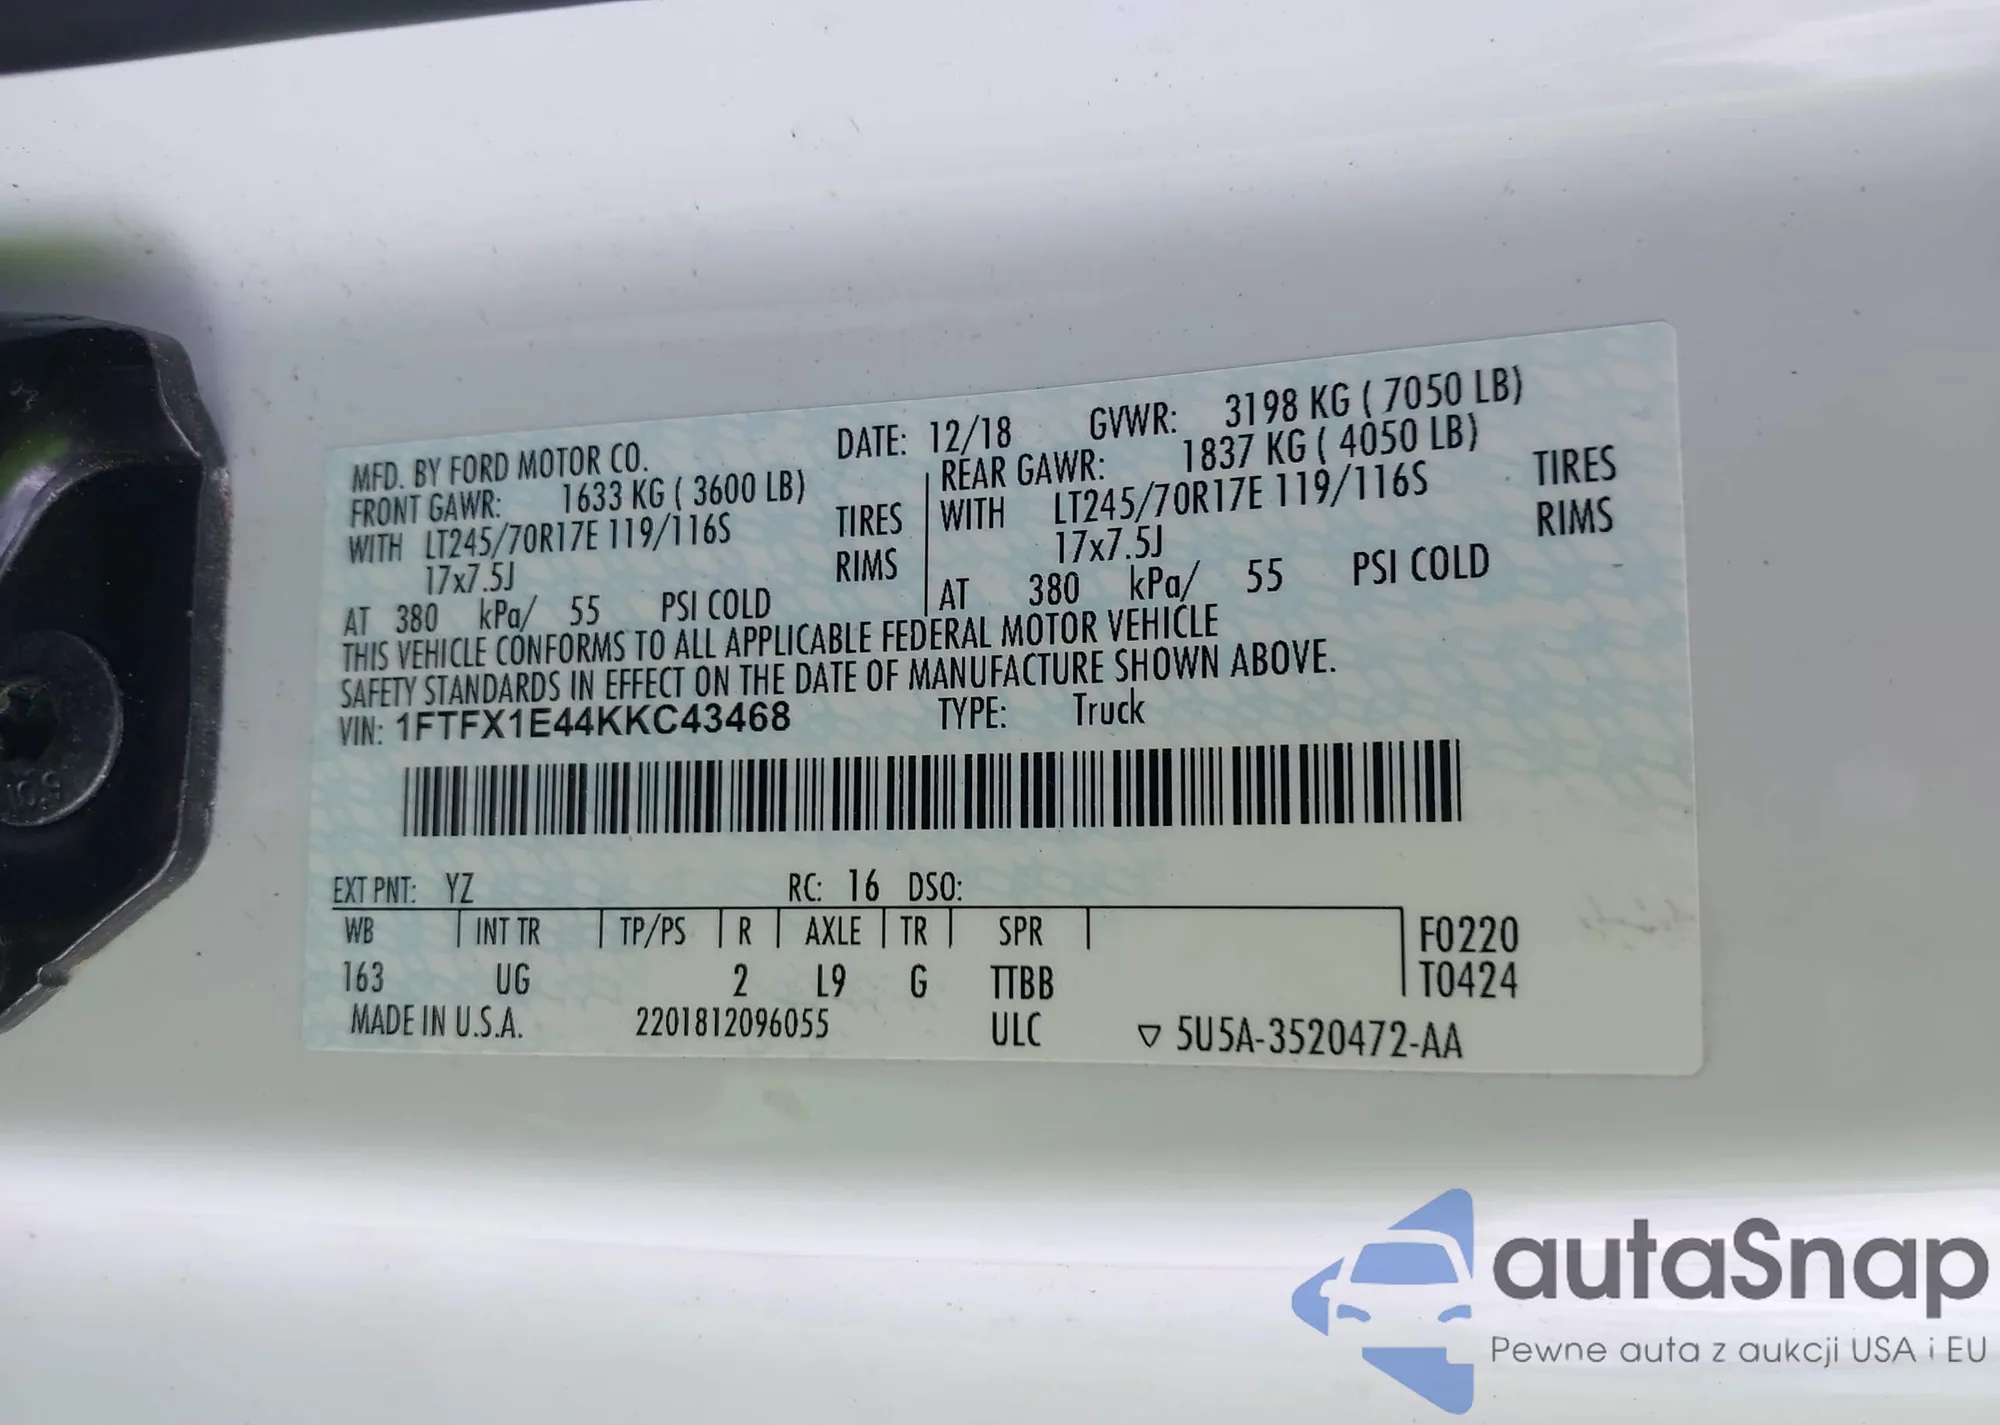 MFD. BY FORD MOTOR CO. DATE: 12/18 GVWR: 3198 KG ( 7050 LB)
FRONT GAWR: 1633 KG ( 3600 LB) REAR GAWR: 1837 KG ( 4050 LB)
WITH LT245/70R17E 119/116S TIRES WITH LT245/70R17E 119/116S TIRES
17x7.5J RIMS 17x7.5J RIMS
AT 380 kPa/ 55 PSI COLD AT 380 kPa/ 55 PSI COLD
THIS VEHICLE CONFORMS TO ALL APPLICABLE FEDERAL MOTOR VEHICLE
SAFETY STANDARDS IN EFFECT ON THE DATE OF MANUFACTURE SHOWN ABOVE.
VIN: 1FTFX1E44KKC43468 TYPE: Truck
EXT PNT: YZ RC: 16 DSO:
WB INT TR TP/PS R AXLE TR SPR F0220
163 UG 2 L9 G TTBB T0424
MADE IN U.S.A. 2201812096055 ULC ▽ 5U5A-3520472-AA
autaSnap
Pewne auta z aukcji USA i EU